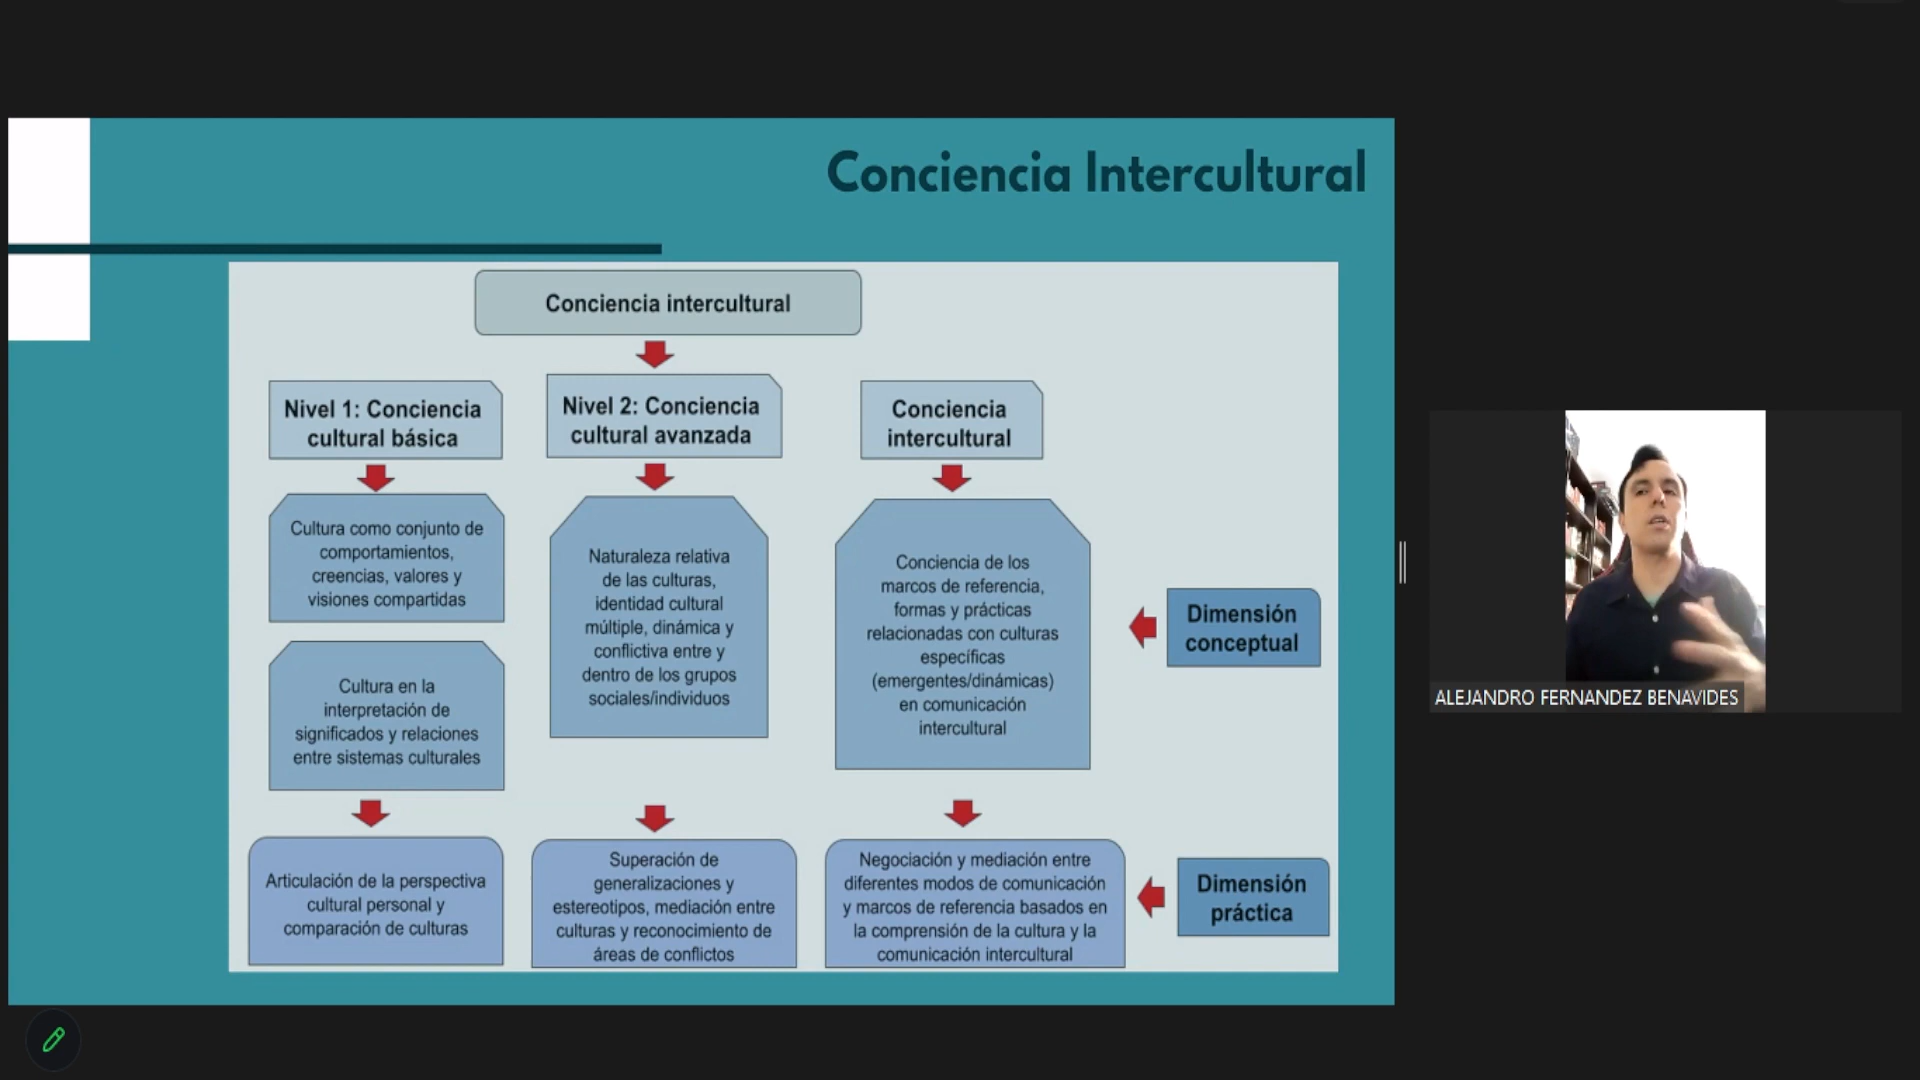 Conciencia Intercultural
Conciencia intercultural
Nivel 1: Conciencia
cultural básica
Nivel 2: Conciencia
cultural avanzada
Conciencia
intercultural
Cultura como conjunto de
comportamientos,
creencias, valores y
visiones compartidas
Cultura en la
interpretación de
significados y relaciones
entre sistemas culturales
Naturaleza relativa
de las culturas,
identidad cultural
múltiple, dinámica y
conflictiva entre y
dentro de los grupos
sociales/individuos
Conciencia de los
marcos de referencia,
formas y prácticas
relacionadas con culturas
específicas
(emergentes/dinámicas)
en comunicación
intercultural
Dimensión
conceptual
Articulación de la perspectiva
cultural personal y
comparación de culturas
Superación de
generalizaciones y
estereotipos, mediación entre
culturas y reconocimiento de
áreas de conflictos
Negociación y mediación entre
diferentes modos de comunicación
y marcos de referencia basados en
la comprensión de la cultura y la
comunicación intercultural
Dimensión
práctica
ALEJANDRO FERNANDEZ BENAVIDES